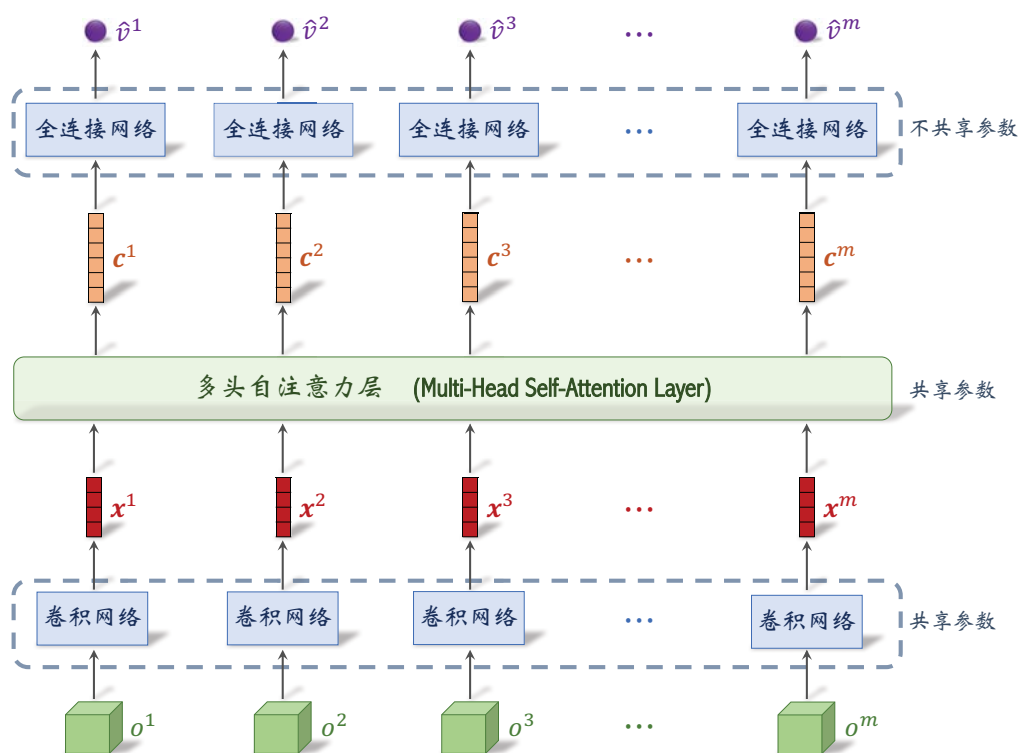 v̂¹ v̂² v̂³ ... v̂ᵐ
全连接网络 全连接网络 全连接网络 ... 全连接网络 不共享参数
c¹ c² c³ ... cᵐ
多头自注意力层 (Multi-Head Self-Attention Layer) 共享参数
x¹ x² x³ ... xᵐ
卷积网络 卷积网络 卷积网络 ... 卷积网络 共享参数
o¹ o² o³ ... oᵐ